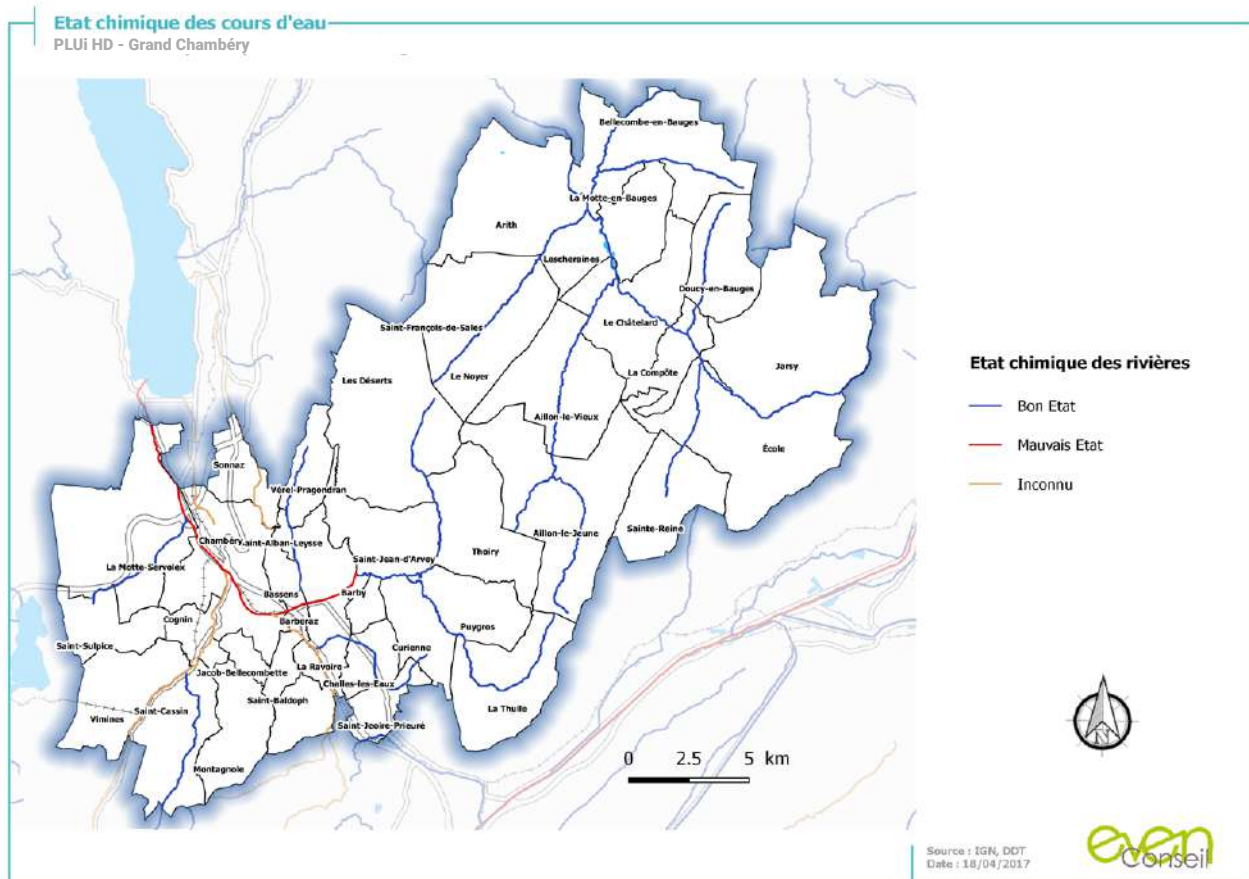 Etat chimique des cours d'eau
PLUi HD - Grand Chambéry
Bellecombe-en-Bauges
La Motte-en-Bauges
Arith
Lescheraines
Doucy-en-Bauges
Saint-François-de-Sales
Le Châtelard
Jarsy
Les Déserts
Le Noyer
La Compôte
Aillon-le-Vieux
École
Sonnaz
Vérel-Pragondran
Sainte-Reine
Aillon-le-Jeune
Chambéry
aint-Alban-Leysse
Thoiry
Saint-Jean-d'Arvey
La Motte-Servolex
Bassens
Barby
Cognin
Barberaz
Puygros
Saint-Sulpice
Curienne
La Ravoire
Jacob-Bellecombette
Challes-les-Eaux
Saint-Baldoph
La Thuile
Saint-Cassin
Vimines
Saint-Jeoire-Prieuré
Montagnole
0 2.5 5 km
Etat chimique des rivières
Bon Etat
Mauvais Etat
Inconnu
N
Source : IGN, DDT
Date : 18/04/2017
even
Conseil